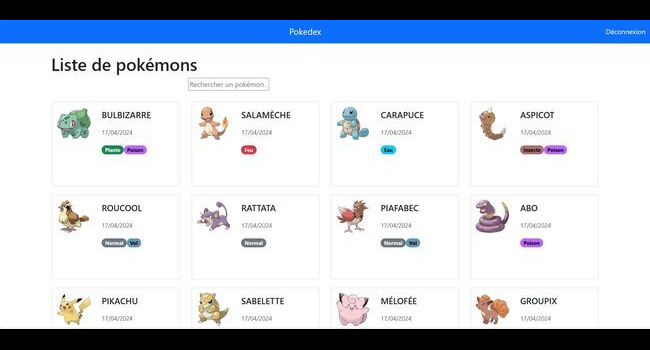 Pokedex
Déconnexion
Liste de pokémons
Rechercher un pokémon..
BULBIZARRE
17/04/2024
Plante Poison
SALAMÈCHE
17/04/2024
Feu
CARAPUCE
17/04/2024
Eau
ASPICOT
17/04/2024
Insecte Poison
ROUCOOL
17/04/2024
Normal Vol
RATTATA
17/04/2024
Normal
PIAFABEC
17/04/2024
Normal Vol
ABO
17/04/2024
Poison
PIKACHU
17/04/2024
SABELETTE
17/04/2024
MÉLOFÉE
17/04/2024
GROUPIX
17/04/2024